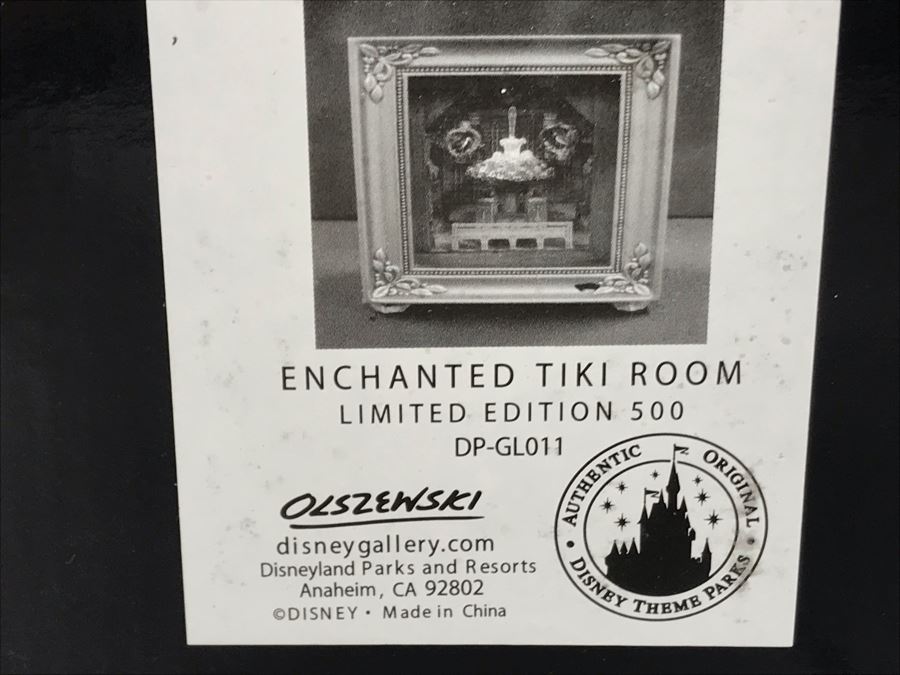 ENCHANTED TIKI ROOM
LIMITED EDITION 500
DP-GL011
OLSZEWSKI
disneygallery.com
Disneyland Parks and Resorts
Anaheim, CA 92802
©DISNEY • Made in China
AUTHENTIC ORIGINAL
• DISNEY THEME PARKS •